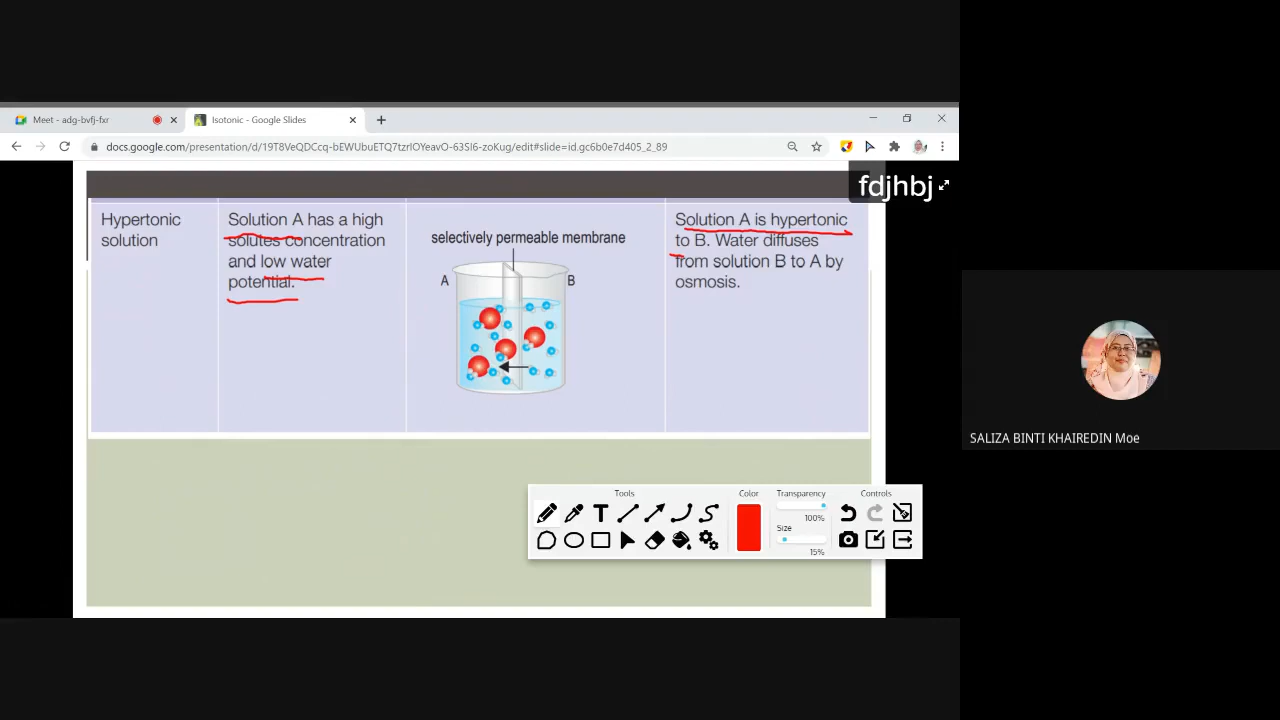 Meet - adg-bvfj-fxr
Isotonic - Google Slides
docs.google.com/presentation/d/19T8VeQDCcq-bEWUbuETQ7tzrIOYeavO-63SI6-zoKug/edit#slide=id.gc6b0e7d405_2_89
fdjhbj
Hypertonic
solution
Solution A has a high
solutes concentration
and low water
potential.
selectively permeable membrane
A
B
Solution A is hypertonic
to B. Water diffuses
from solution B to A by
osmosis.
SALIZA BINTI KHAIREDIN Moe
Tools
Color
Transparency
100%
Size
15%
Controls